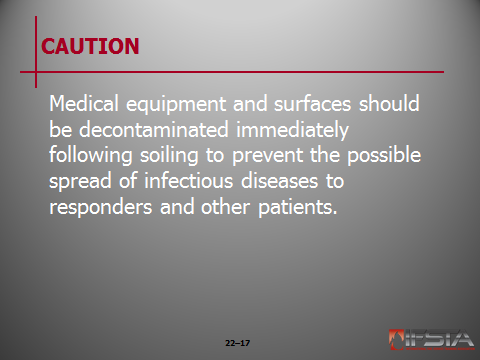 CAUTION
Medical equipment and surfaces should
be decontaminated immediately
following soiling to prevent the possible
spread of infectious diseases to
responders and other patients.
22–17
IFSTA